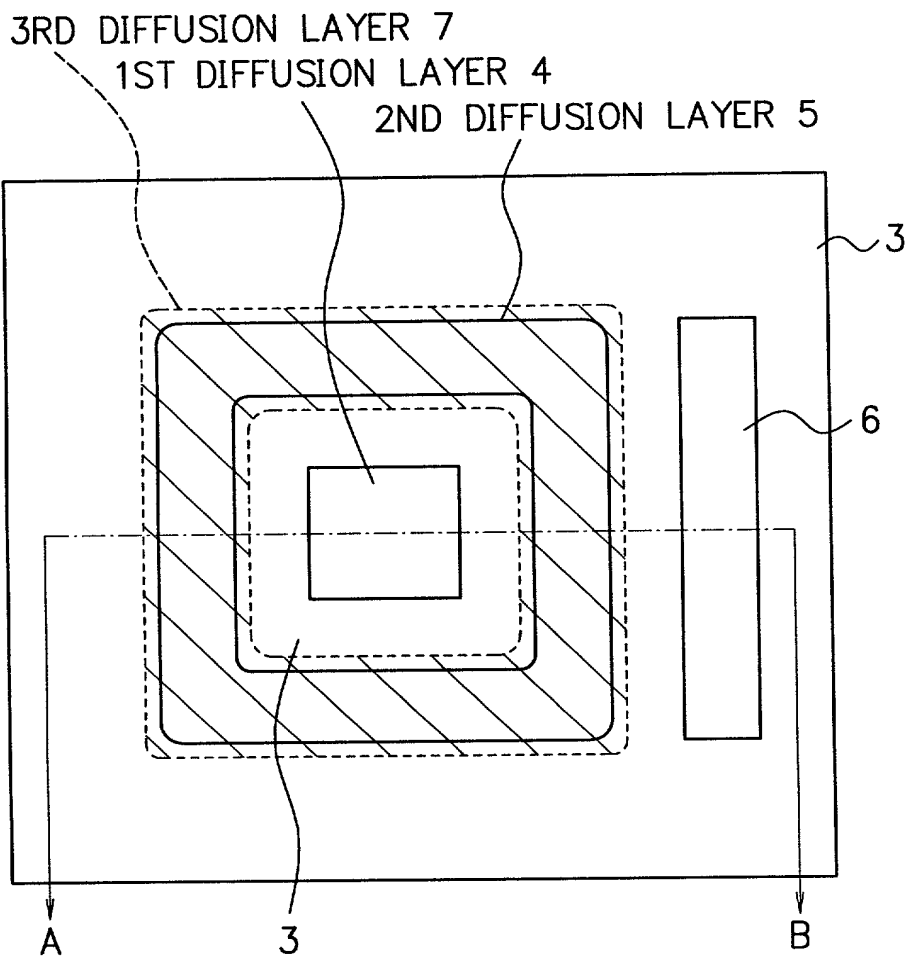 3RD DIFFUSION LAYER 7
1ST DIFFUSION LAYER 4
2ND DIFFUSION LAYER 5
3
6
A
3
B